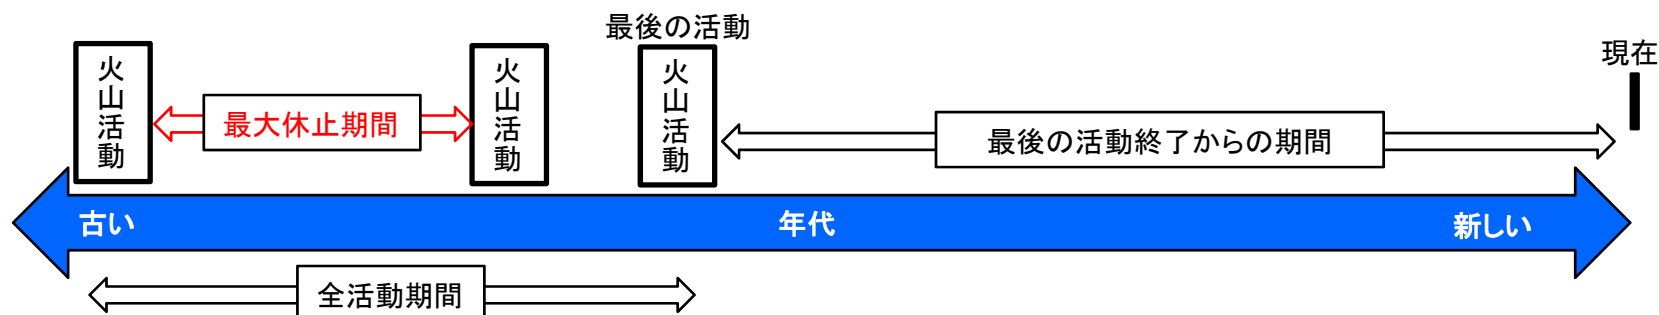 最後の活動
現在
火山活動
最大休止期間
火山活動
火山活動
最後の活動終了からの期間
古い
年代
新しい
全活動期間